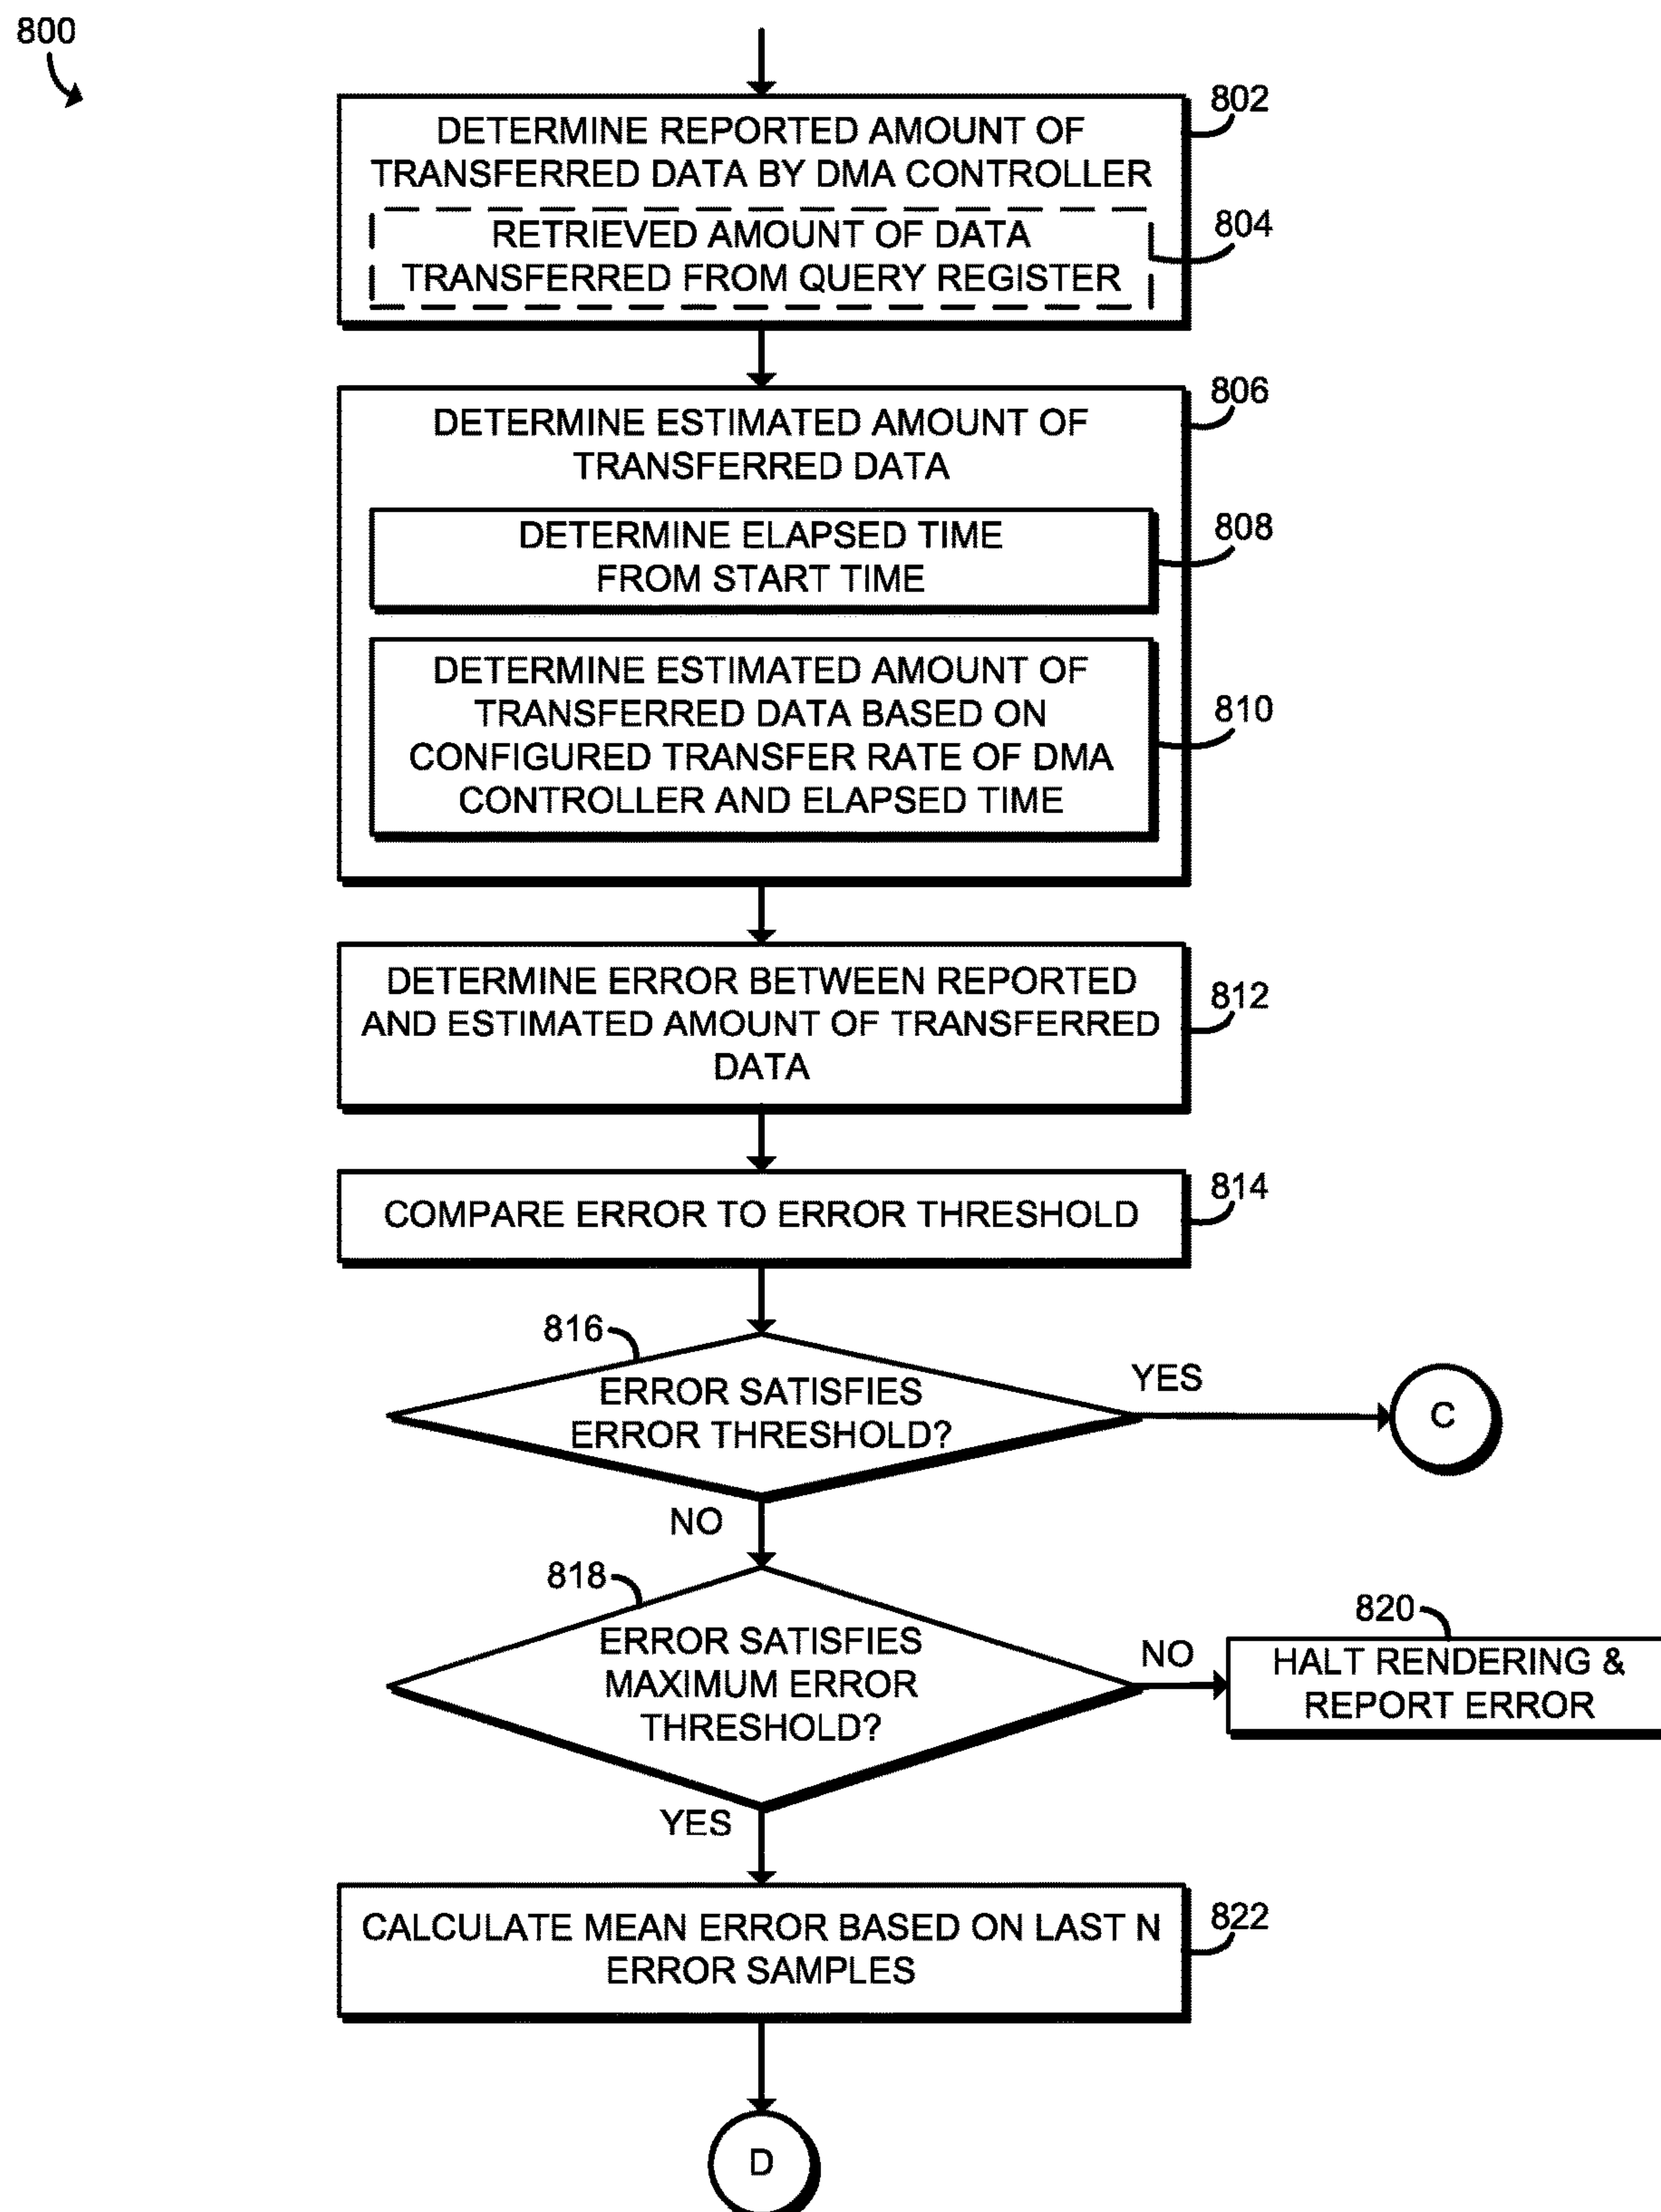 800
802
DETERMINE REPORTED AMOUNT OF
TRANSFERRED DATA BY DMA CONTROLLER
804
RETRIEVED AMOUNT OF DATA
TRANSFERRED FROM QUERY REGISTER
806
DETERMINE ESTIMATED AMOUNT OF
TRANSFERRED DATA
808
DETERMINE ELAPSED TIME
FROM START TIME
810
DETERMINE ESTIMATED AMOUNT OF
TRANSFERRED DATA BASED ON
CONFIGURED TRANSFER RATE OF DMA
CONTROLLER AND ELAPSED TIME
812
DETERMINE ERROR BETWEEN REPORTED
AND ESTIMATED AMOUNT OF TRANSFERRED
DATA
814
COMPARE ERROR TO ERROR THRESHOLD
816
ERROR SATISFIES
ERROR THRESHOLD?
YES
C
NO
818
ERROR SATISFIES
MAXIMUM ERROR
THRESHOLD?
NO
820
HALT RENDERING &
REPORT ERROR
YES
822
CALCULATE MEAN ERROR BASED ON LAST N
ERROR SAMPLES
D